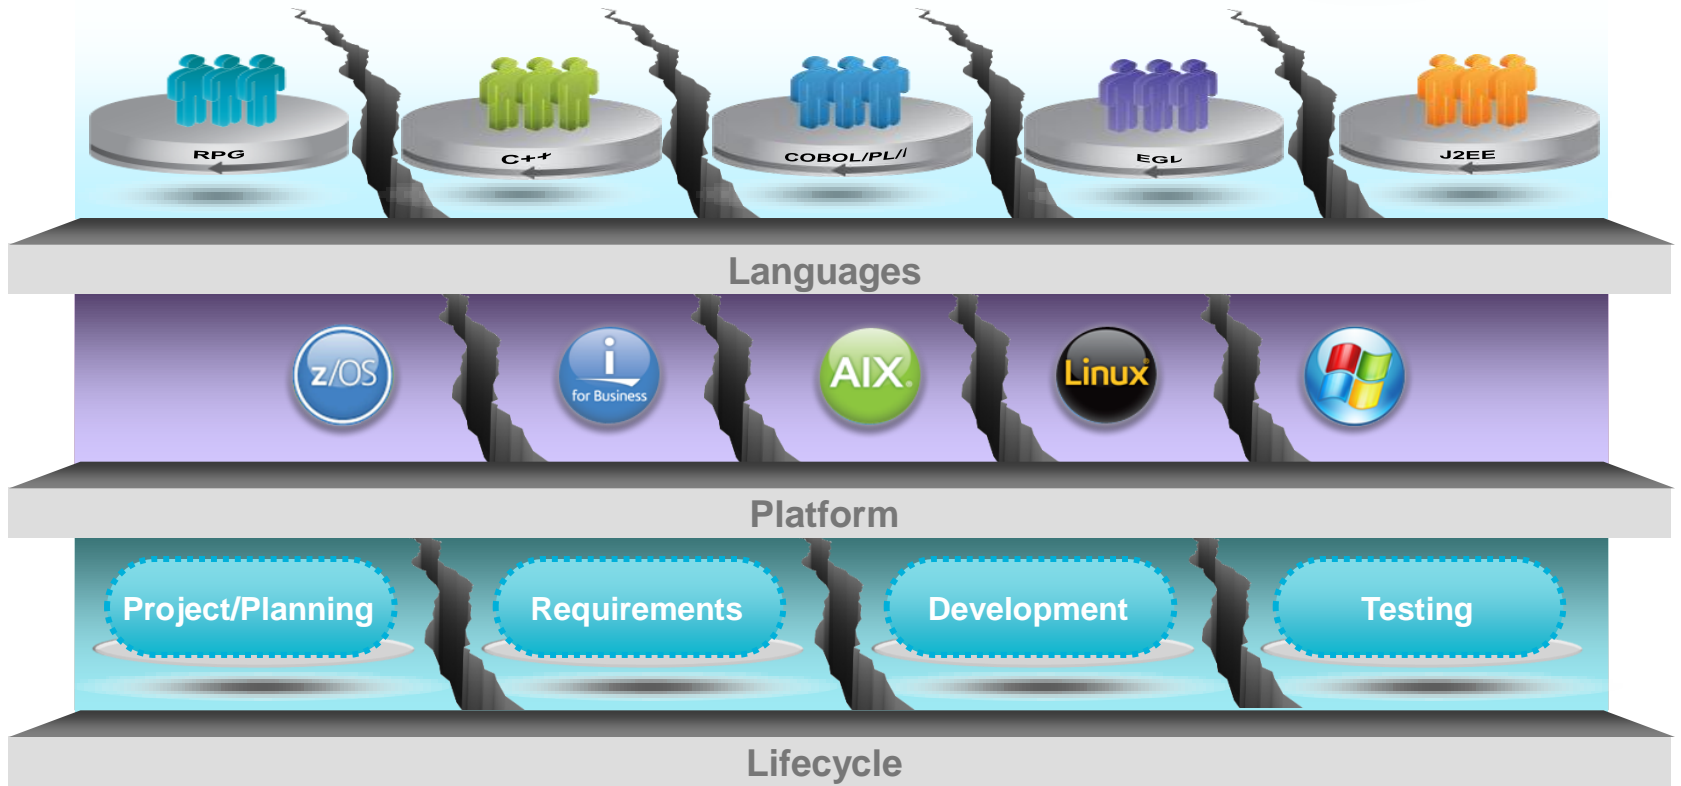 RPG
C++
COBOL/PL/I
EGL
J2EE
Languages
z/OS
i
for Business
AIX
Linux
Platform
Project/Planning
Requirements
Development
Testing
Lifecycle